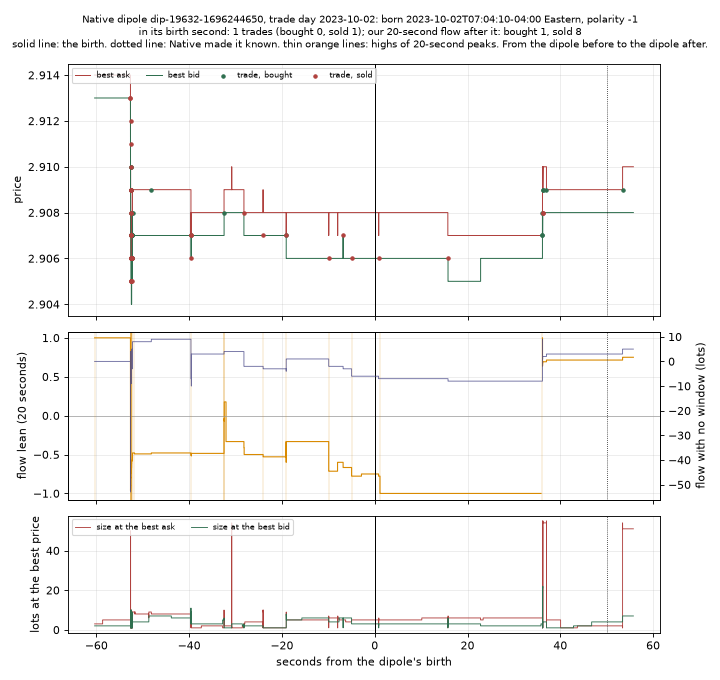 Native dipole dip-19632-1696244650, trade day 2023-10-02: born 2023-10-02T07:04:10-04:00 Eastern, polarity -1
in its birth second: 1 trades (bought 0, sold 1); our 20-second flow after it: bought 1, sold 8
solid line: the birth. dotted line: Native made it known. thin orange lines: highs of 20-second peaks. From the dipole before to the dipole after.
best ask best bid trade, bought trade, sold
2.914
2.912
2.910
2.908
2.906
2.904
price
1.0
0.5
0.0
−0.5
−1.0
flow lean (20 seconds)
10
0
−10
−20
−30
−40
−50
flow with no window (lots)
size at the best ask size at the best bid
40
20
0
lots at the best price
−60 −40 −20 0 20 40 60
seconds from the dipole's birth